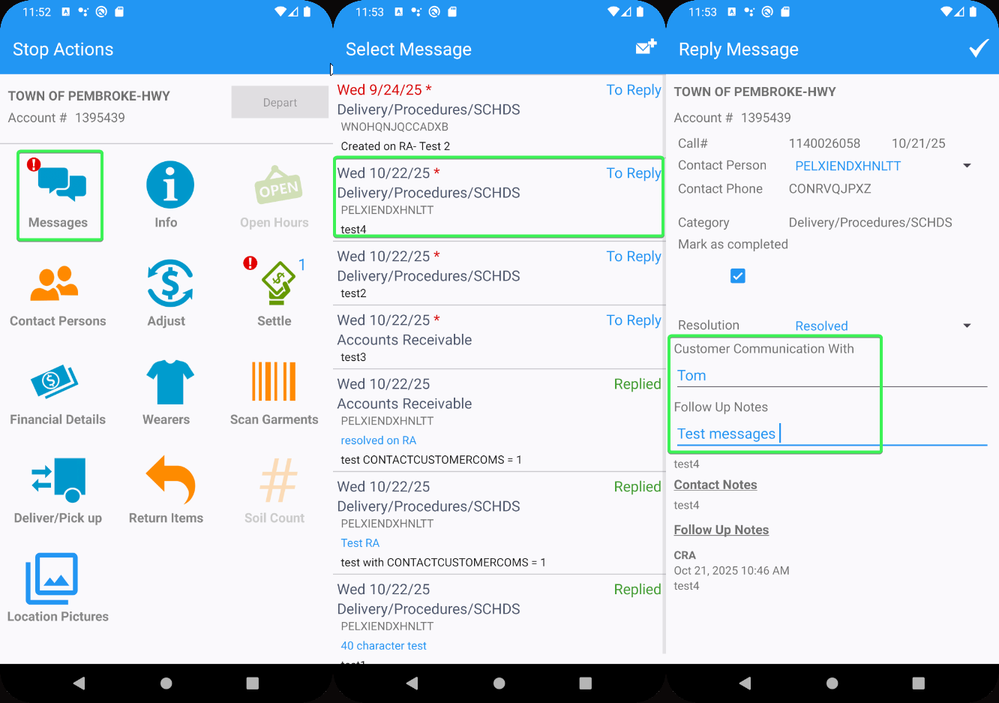 11:52
Stop Actions
TOWN OF PEMBROKE-HWY
Depart
Account # 1395439
Messages
Info
OPEN
Open Hours
1
Contact Persons
Adjust
Settle
Financial Details
Wearers
Scan Garments
Deliver/Pick up
Return Items
#
Soil Count
Location Pictures
11:53
Select Message
Wed 9/24/25 * To Reply
Delivery/Procedures/SCHDS
WNOHQNJQCCADXB
Created on RA- Test 2
Wed 10/22/25 * To Reply
Delivery/Procedures/SCHDS
PELXIENDXHNLTT
test4
Wed 10/22/25 * To Reply
Delivery/Procedures/SCHDS
test2
Wed 10/22/25 * To Reply
Accounts Receivable
test3
Wed 10/22/25 Replied
Accounts Receivable
PELXIENDXHNLTT
resolved on RA
test CONTACTCUSTOMERCOMS = 1
Wed 10/22/25 Replied
Delivery/Procedures/SCHDS
PELXIENDXHNLTT
Test RA
test with CONTACTCUSTOMERCOMS = 1
Wed 10/22/25 Replied
Delivery/Procedures/SCHDS
PELXIENDXHNLTT
40 character test
11:53
Reply Message
TOWN OF PEMBROKE-HWY
Account # 1395439
Call# 1140026058 10/21/25
Contact Person PELXIENDXHNLTT
Contact Phone CONRVQJPXZ
Category Delivery/Procedures/SCHDS
Mark as completed
Resolution Resolved
Customer Communication With
Tom
Follow Up Notes
Test messages
test4
Contact Notes
test4
Follow Up Notes
CRA
Oct 21, 2025 10:46 AM
test4